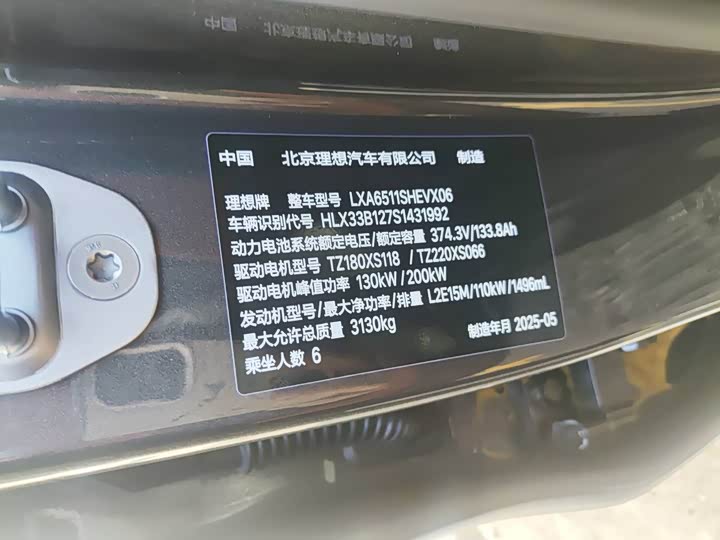 中国 北京理想汽车有限公司 制造
理想牌 整车型号 LXA6511SHEVX06
车辆识别代号 HLX33B127S1431992
动力电池系统额定电压/额定容量 374.3V/133.8Ah
驱动电机型号 TZ180XS118 / TZ220XS066
驱动电机峰值功率 130kW /200kW
发动机型号/最大净功率/排量 L2E15M/110kW/1496mL
最大允许总质量 3130kg 制造年月 2025-05
乘坐人数 6